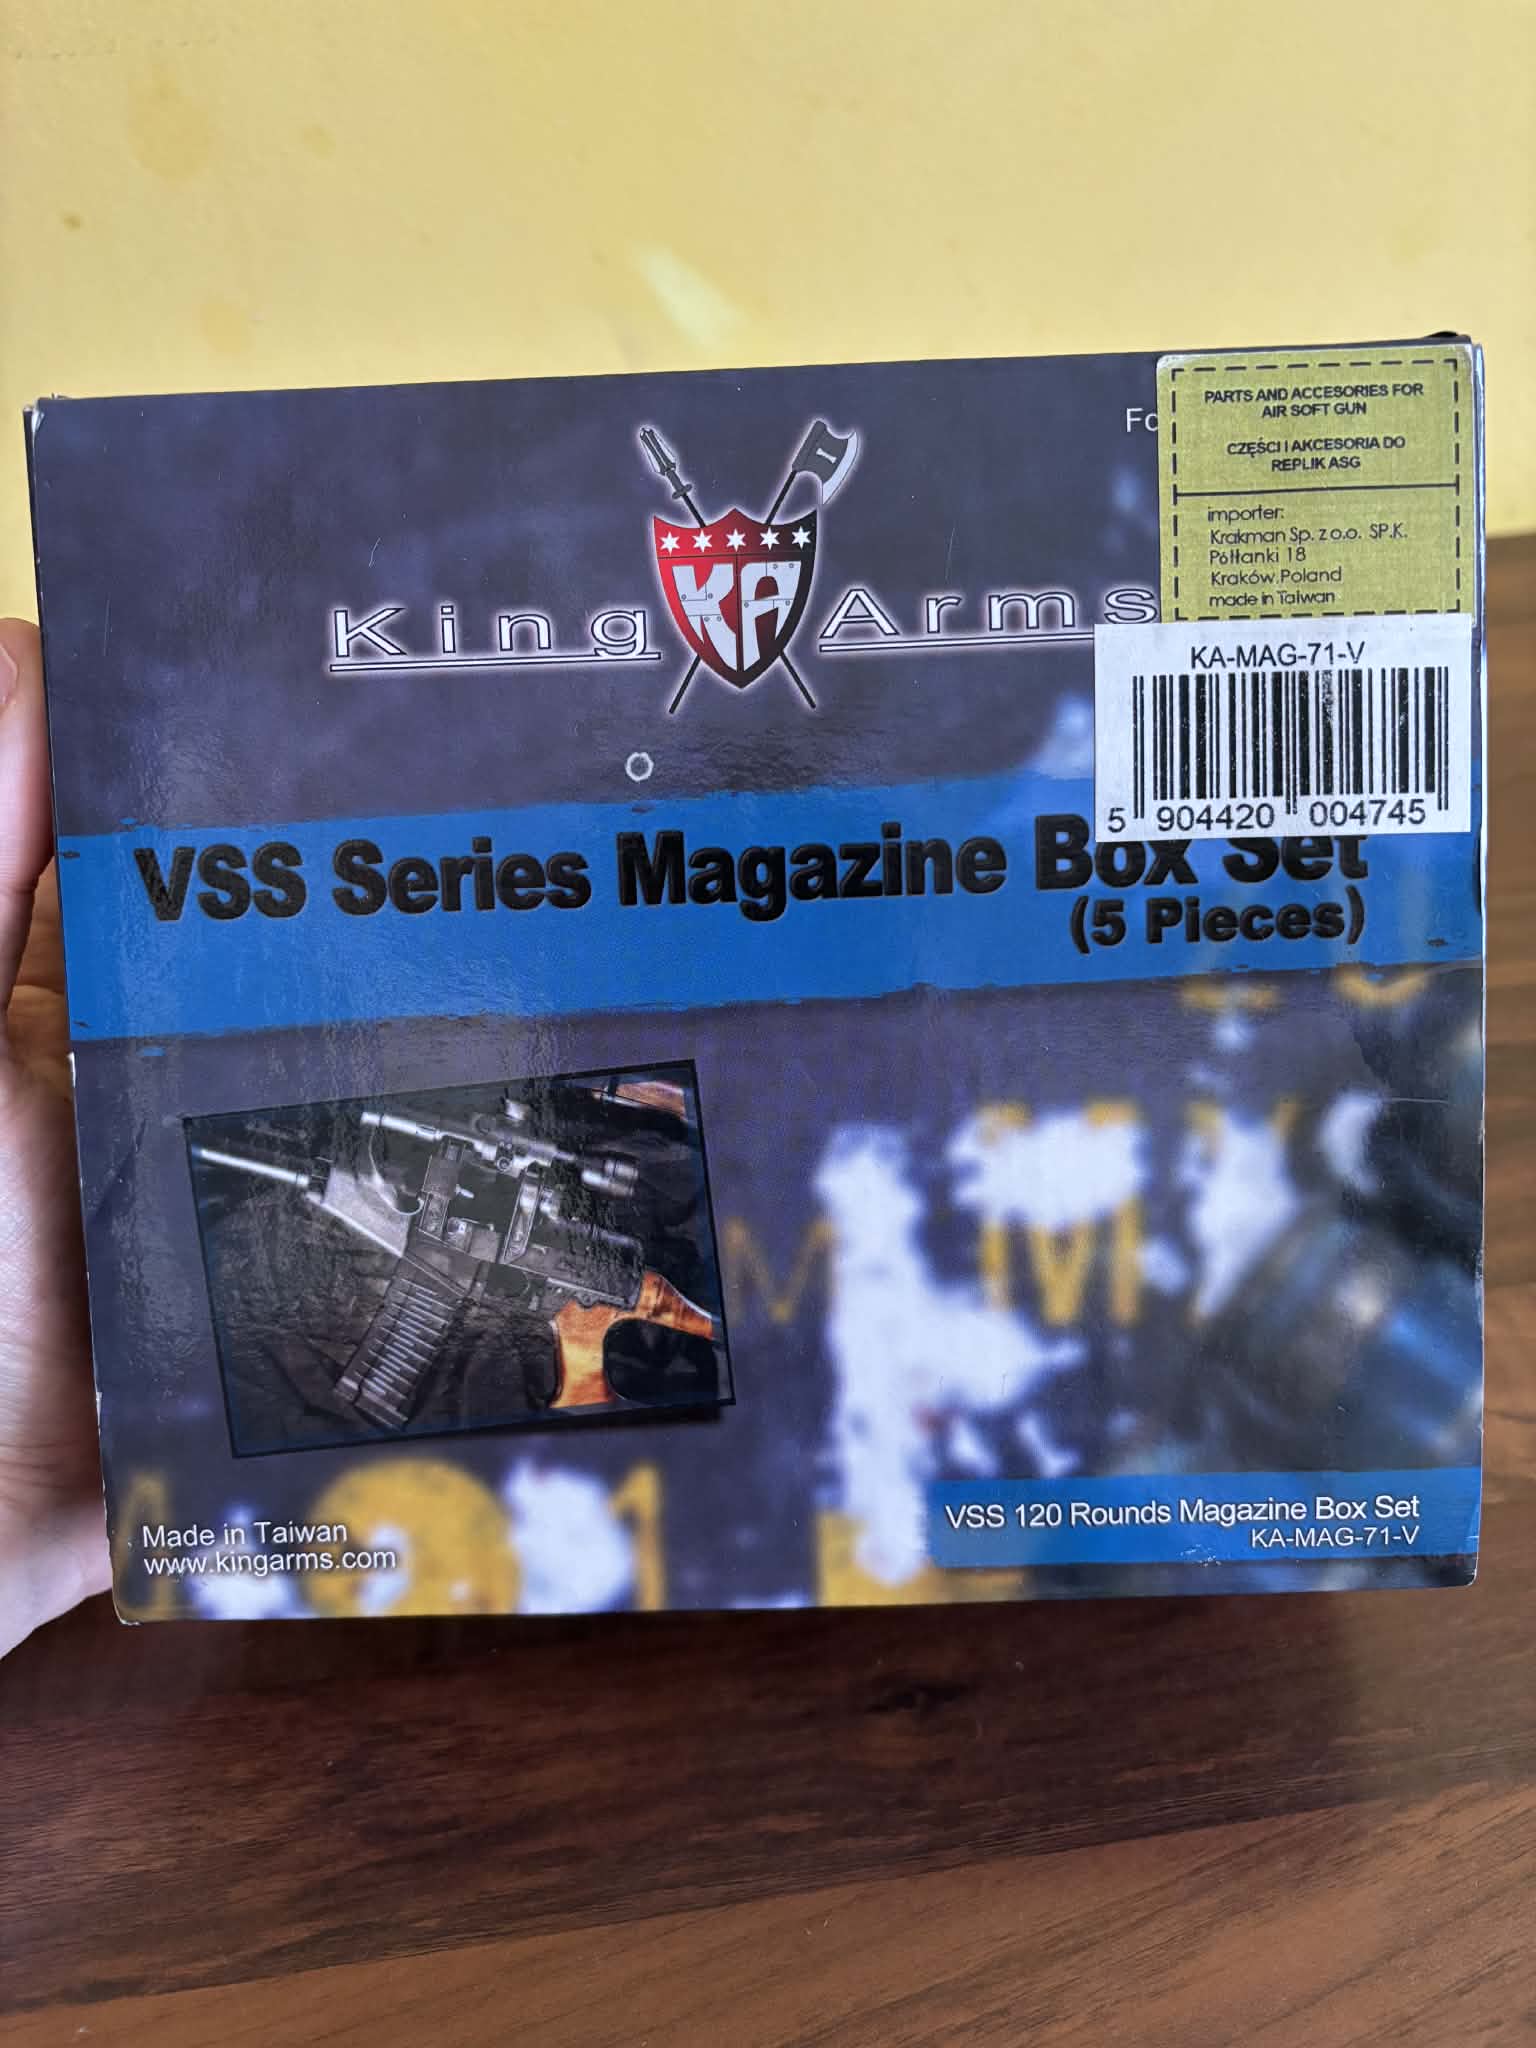 PARTS AND ACCESORIES FOR
AIR SOFT GUN
CZĘŚCI I AKCESORIA DO
REPLIK ASG
importer:
Krakman Sp. z o.o. SP.K.
Półłanki 18
Kraków.Poland
made in Taiwan
King KA Arms
KA-MAG-71-V
5 904420 004745
VSS Series Magazine Box Set
(5 Pieces)
Made in Taiwan
www.kingarms.com
VSS 120 Rounds Magazine Box Set
KA-MAG-71-V